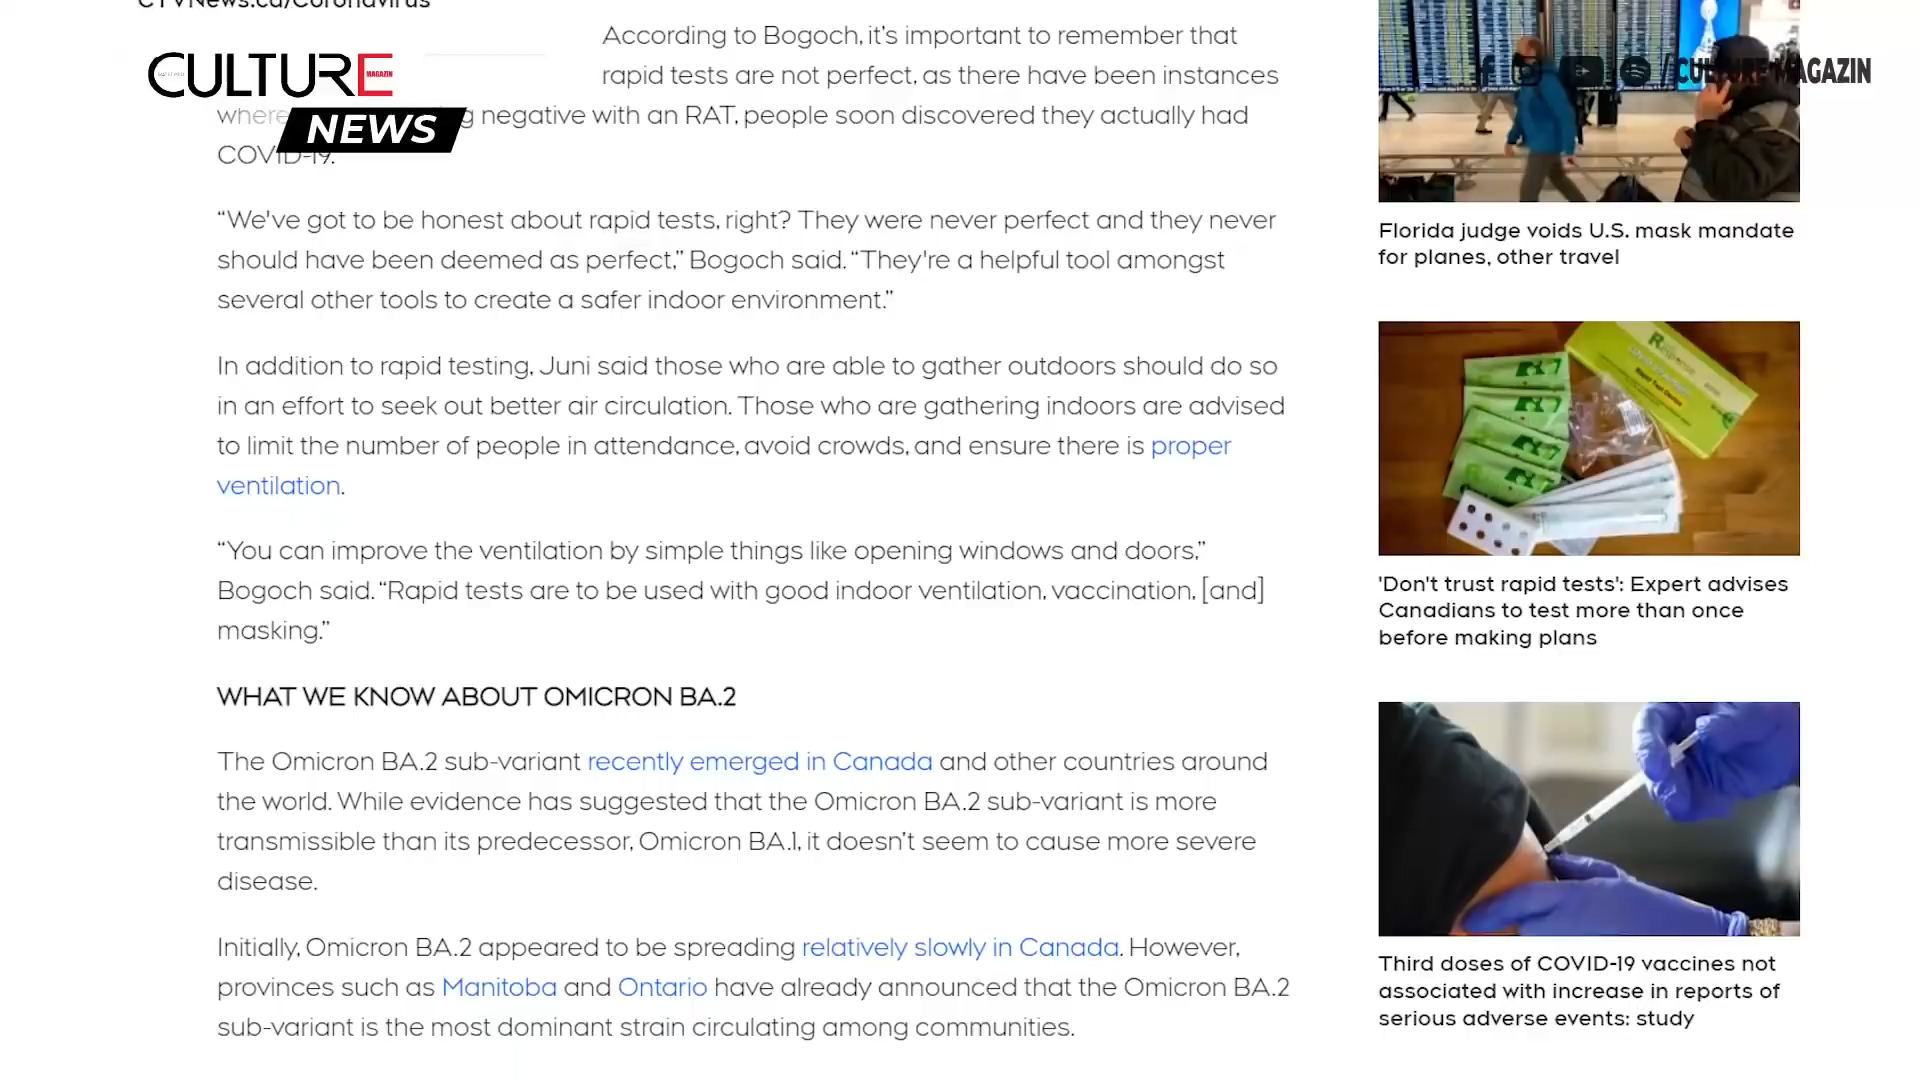 CTVNews.ca/Coronavirus
According to Bogoch, it’s important to remember that
rapid tests are not perfect, as there have been instances
where negative with an RAT, people soon discovered they actually had
COVID-19.
CULTURE
MAGAZIN
NEWS
“We've got to be honest about rapid tests, right? They were never perfect and they never
should have been deemed as perfect,” Bogoch said. “They're a helpful tool amongst
several other tools to create a safer indoor environment.”
In addition to rapid testing, Juni said those who are able to gather outdoors should do so
in an effort to seek out better air circulation. Those who are gathering indoors are advised
to limit the number of people in attendance, avoid crowds, and ensure there is proper
ventilation.
“You can improve the ventilation by simple things like opening windows and doors,”
Bogoch said. “Rapid tests are to be used with good indoor ventilation, vaccination, [and]
masking.”
WHAT WE KNOW ABOUT OMICRON BA.2
The Omicron BA.2 sub-variant recently emerged in Canada and other countries around
the world. While evidence has suggested that the Omicron BA.2 sub-variant is more
transmissible than its predecessor, Omicron BA.1, it doesn’t seem to cause more severe
disease.
Initially, Omicron BA.2 appeared to be spreading relatively slowly in Canada. However,
provinces such as Manitoba and Ontario have already announced that the Omicron BA.2
sub-variant is the most dominant strain circulating among communities.
/CULTURE MAGAZIN
Florida judge voids U.S. mask mandate
for planes, other travel
'Don't trust rapid tests': Expert advises
Canadians to test more than once
before making plans
Third doses of COVID-19 vaccines not
associated with increase in reports of
serious adverse events: study